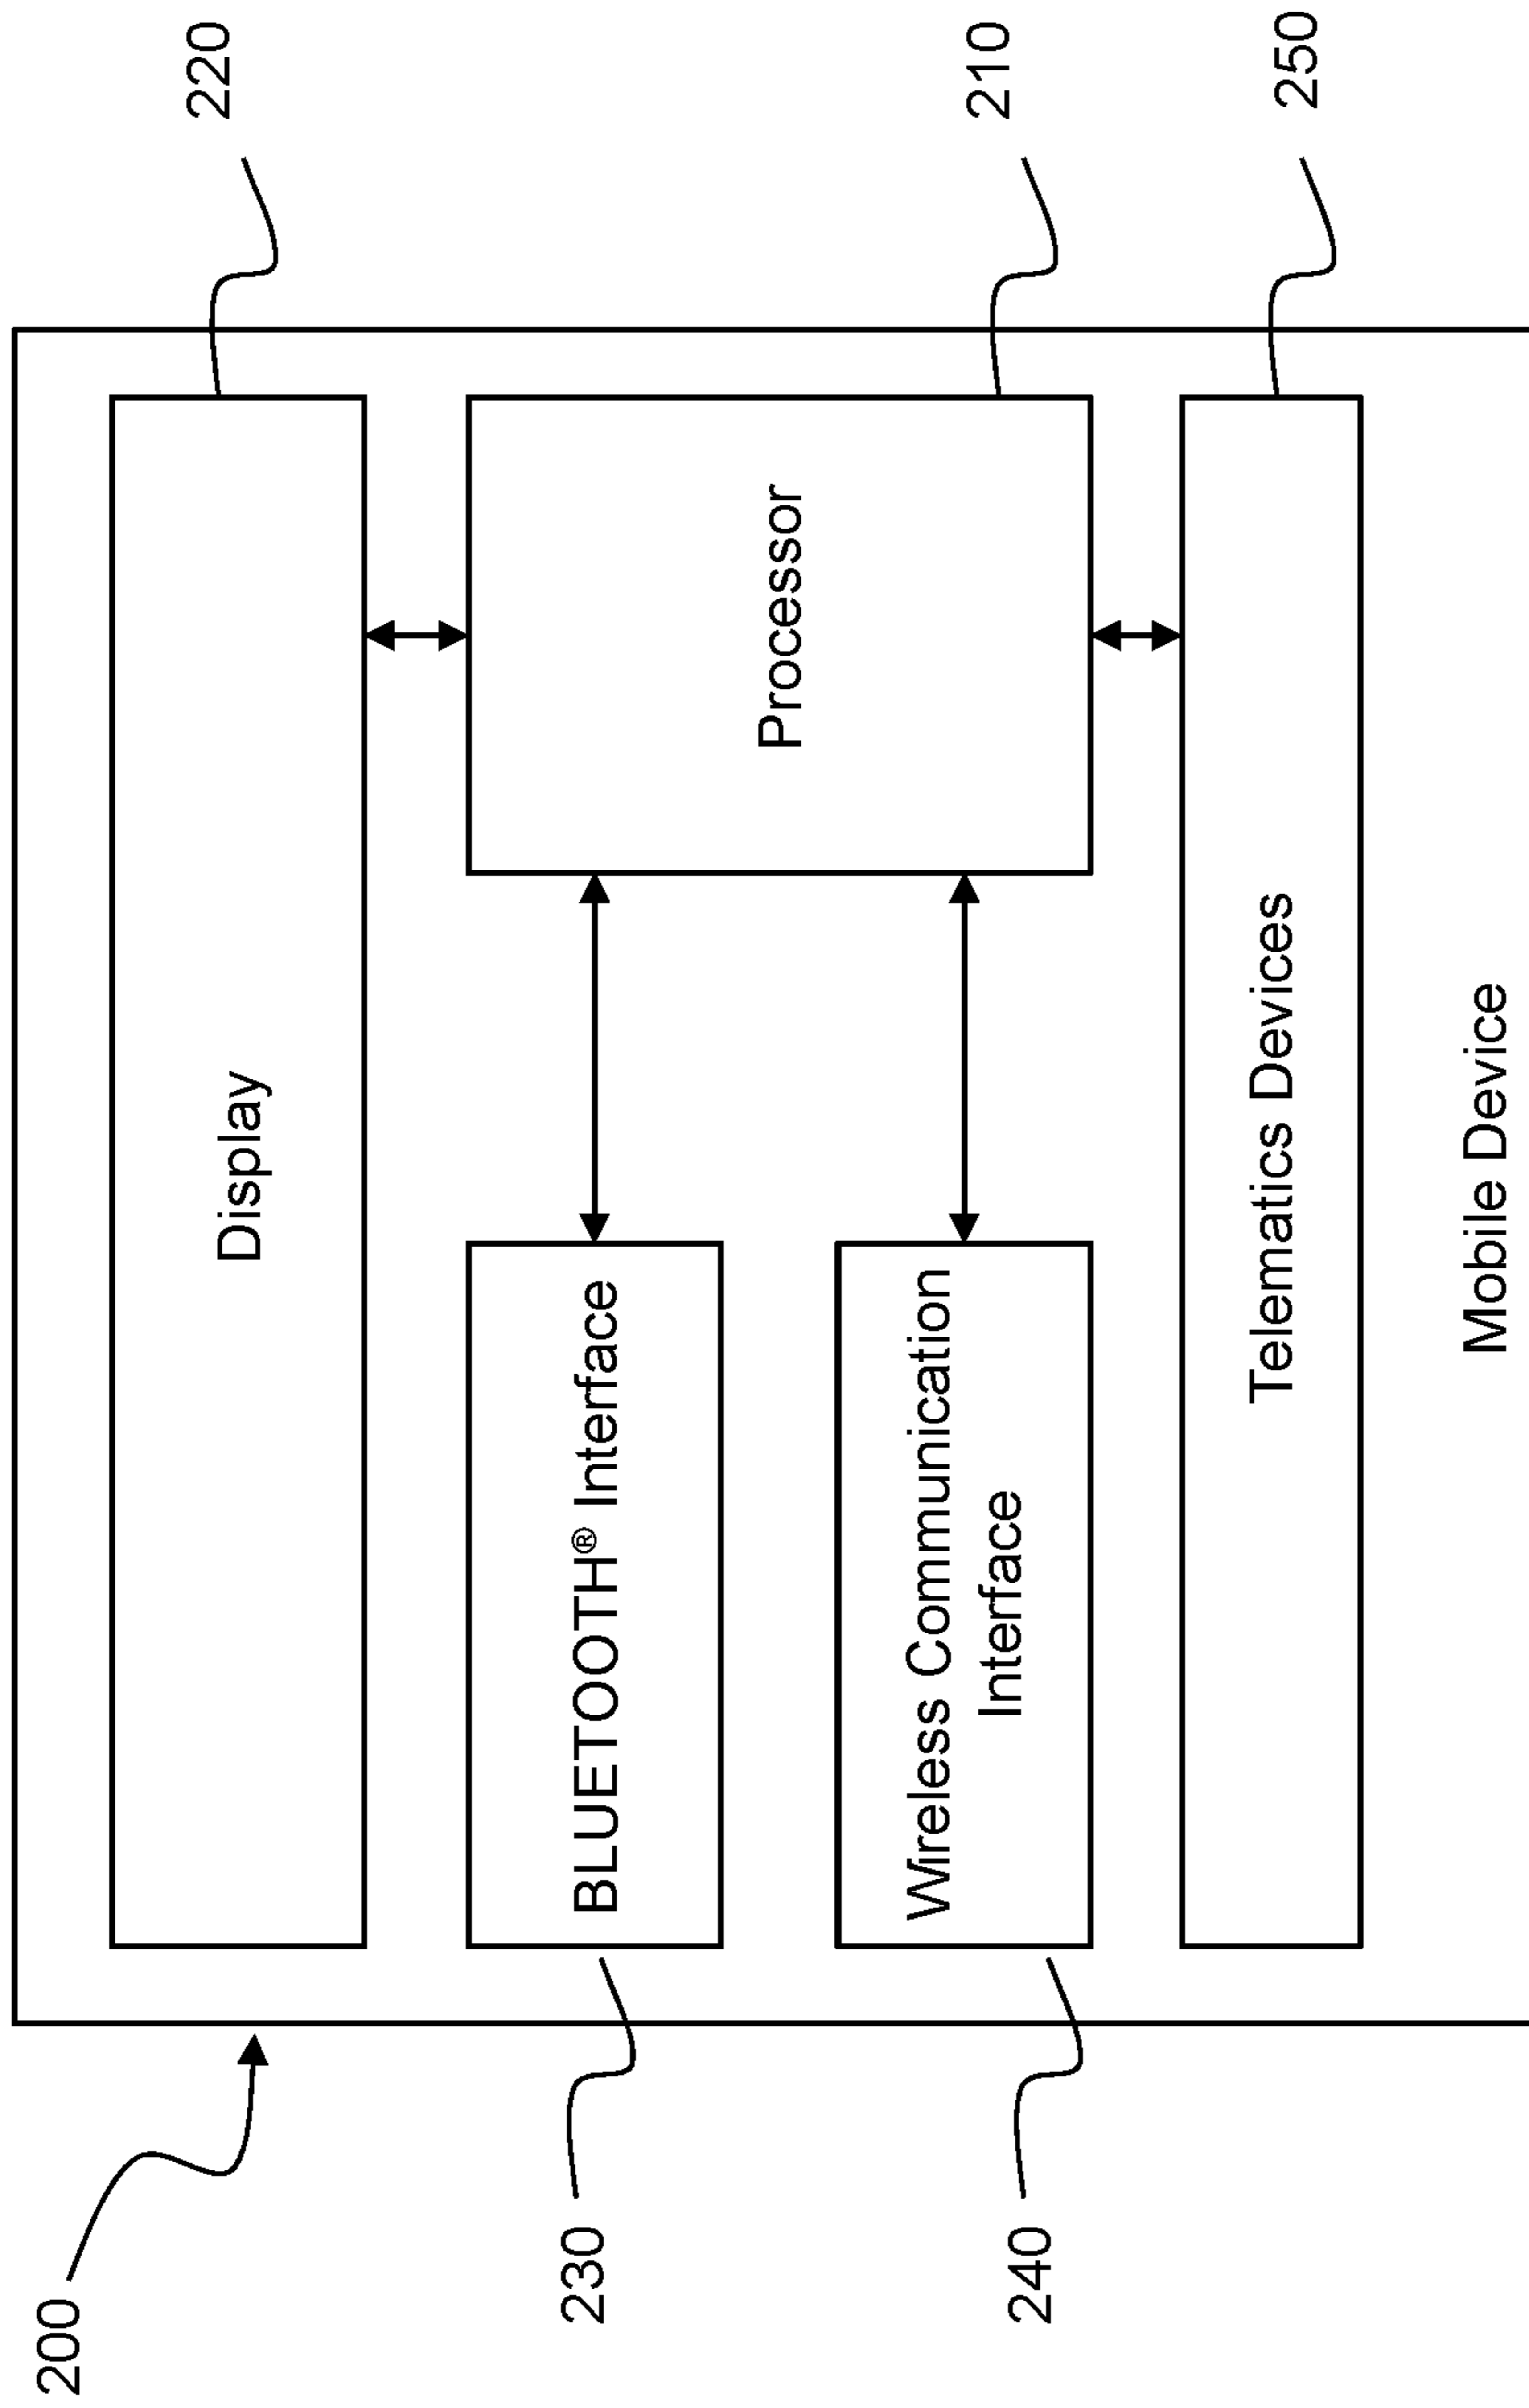 200
220
Display
230
BLUETOOTH® Interface
Processor
210
240
Wireless Communication
Interface
Telematics Devices
250
Mobile Device